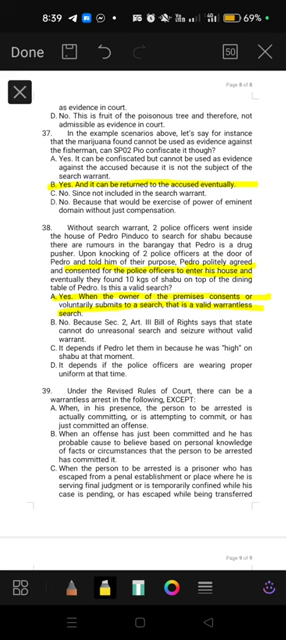 8:39
69%
Done
50
Page 8 of 8
as evidence in court.
D. No. This is fruit of the poisonous tree and therefore, not
admissible as evidence in court.
37. In the example scenarios above, let's say for instance
that the marijuana found cannot be used as evidence against
the fisherman, can SP02 Pio confiscate it though?
A. Yes. It can be confiscated but cannot be used as evidence
against the accused because it is not the subject of the
search warrant.
B. Yes. And it can be returned to the accused eventually.
C. No. Since not included in the search warrant.
D. No. Because that would be exercise of power of eminent
domain without just compensation.
38. Without search warrant, 2 police officers went inside
the house of Pedro Pinduco to search for shabu because
there are rumours in the barangay that Pedro is a drug
pusher. Upon knocking of 2 police officers at the door of
Pedro and told him of their purpose, Pedro politely agreed
and consented for the police officers to enter his house and
eventually they found 10 kgs of shabu on top of the dining
table of Pedro. Is this a valid search?
A. Yes. When the owner of the premises consents or
voluntarily submits to a search, that is a valid warrantless
search.
B. No. Because Sec. 2, Art. III Bill of Rights says that state
cannot do unreasonal search and seizure without valid
warrant.
C. It depends if Pedro let them in because he was "high" on
shabu at that moment.
D. It depends if the police officers are wearing proper
uniform at that time.
39. Under the Revised Rules of Court, there can be a
warrantless arrest in the following, EXCEPT:
A. When, in his presence, the person to be arrested is
actually committing, or is attempting to commit, or has
just committed an offense.
B. When an offense has just been committed and he has
probable cause to believe based on personal knowledge
of facts or circumstances that the person to be arrested
has committed it.
C. When the person to be arrested is a prisoner who has
escaped from a penal establishment or place where he is
serving final judgment or is temporarily confined while his
case is pending, or has escaped while being transferred
Page 9 of 9